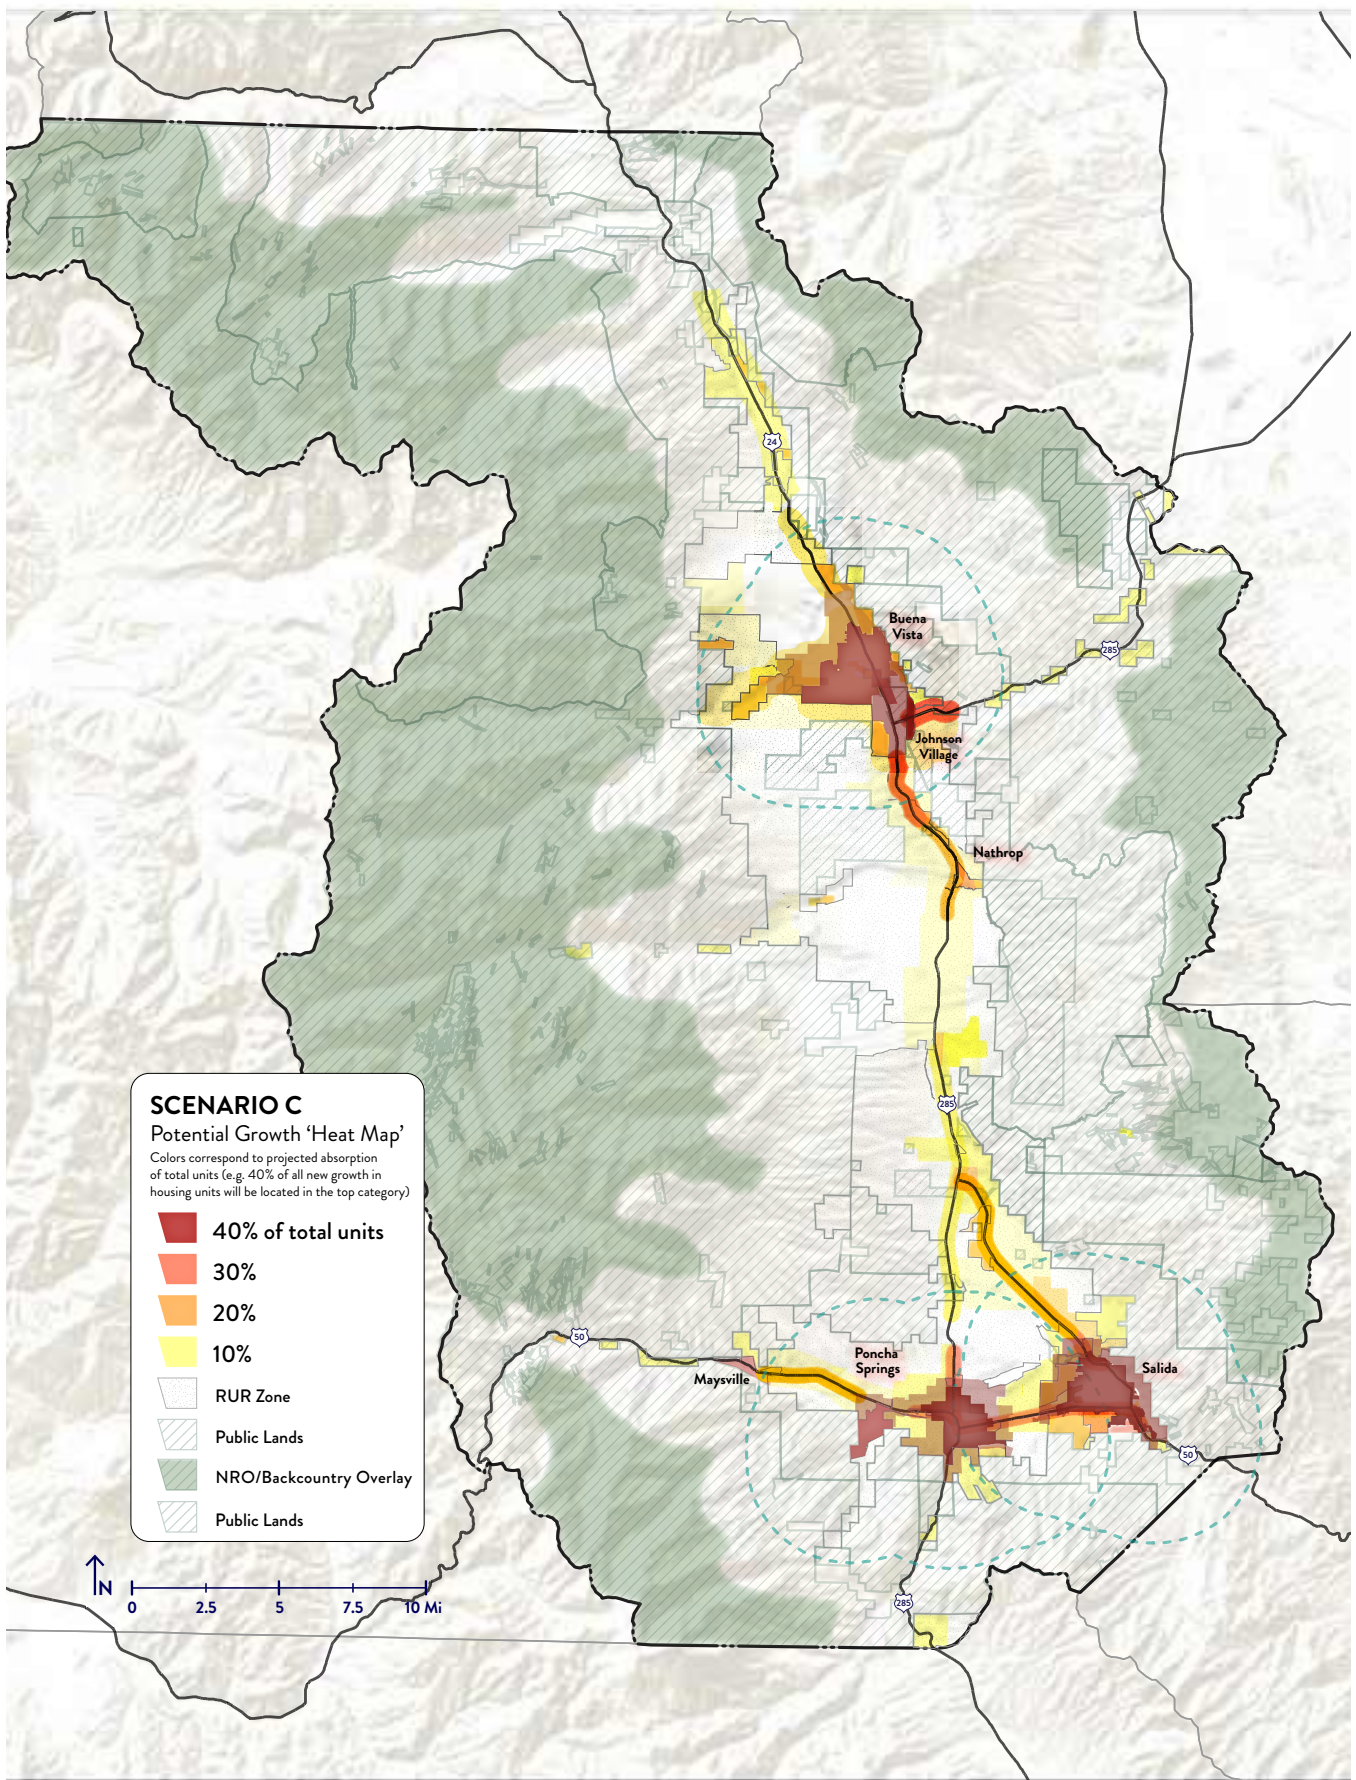 24
Buena
Vista
285
Johnson
Village
Nathrop
285
SCENARIO C
Potential Growth ‘Heat Map’
Colors correspond to projected absorption
of total units (e.g. 40% of all new growth in
housing units will be located in the top category)
40% of total units
30%
20%
10%
RUR Zone
Public Lands
NRO/Backcountry Overlay
Public Lands
50
Maysville
Poncha
Springs
Salida
50
285
N
0
2.5
5
7.5
10 Mi